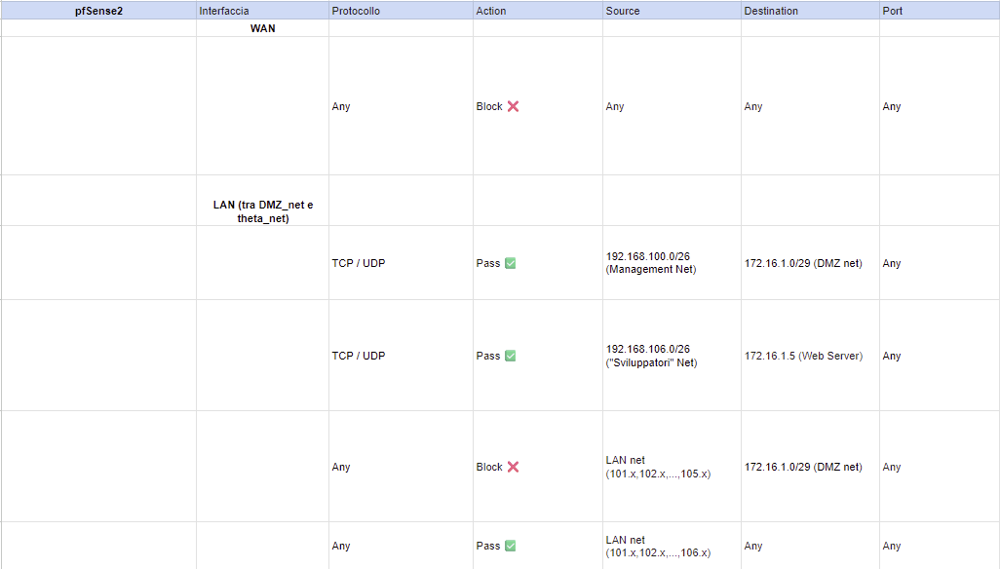 pfSense2 Interfaccia Protocollo Action Source Destination Port
WAN
Any Block ❌ Any Any Any
LAN (tra DMZ_net e
theta_net)
TCP / UDP Pass ✅ 192.168.100.0/26
(Management Net) 172.16.1.0/29 (DMZ net) Any
TCP / UDP Pass ✅ 192.168.106.0/26
("Sviluppatori" Net) 172.16.1.5 (Web Server) Any
Any Block ❌ LAN net
(101.x,102.x,...,105.x) 172.16.1.0/29 (DMZ net) Any
Any Pass ✅ LAN net
(101.x,102.x,...,106.x) Any Any